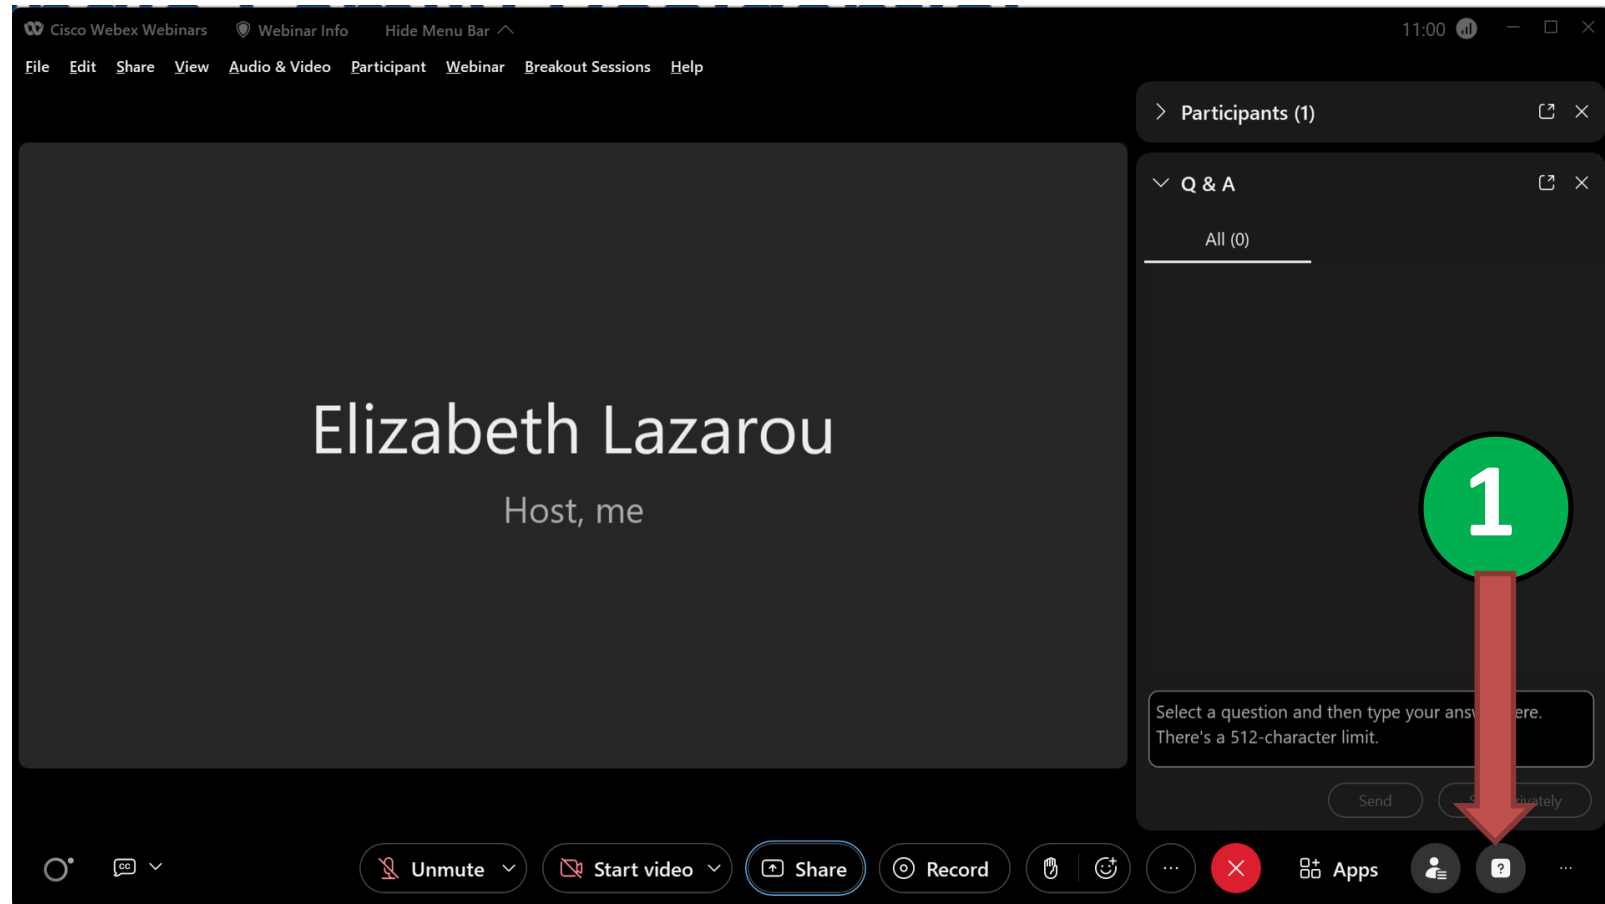 Cisco Webex Webinars Webinar Info Hide Menu Bar 11:00
File Edit Share View Audio & Video Participant Webinar Breakout Sessions Help
Participants (1)
Q & A
All (0)
Elizabeth Lazarou
Host, me
1
Select a question and then type your here.
There's a 512-character limit.
Send
CC Unmute Start video Share Record Apps ?